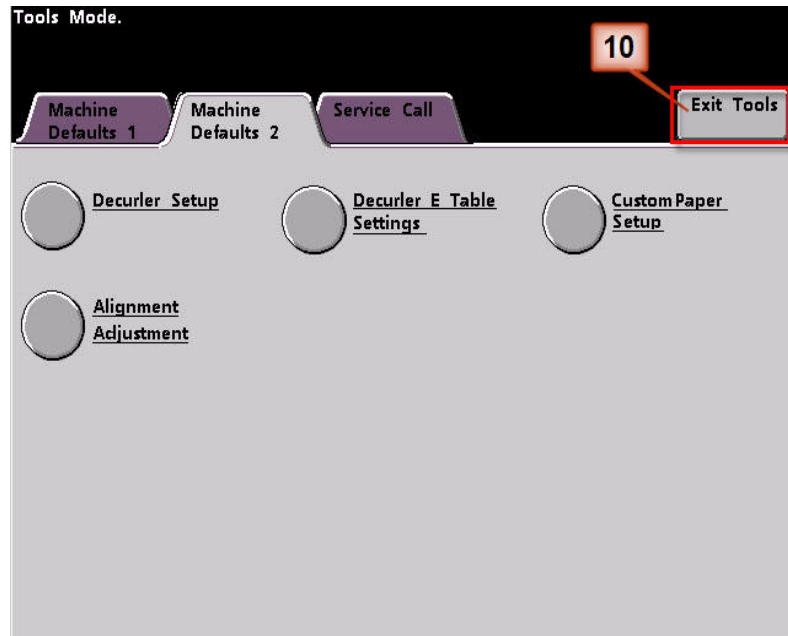 Tools Mode.
10
Exit Tools
Machine
Defaults 1
Machine
Defaults 2
Service Call
Decurler Setup
Decurler E Table
Settings
Custom Paper
Setup
Alignment
Adjustment